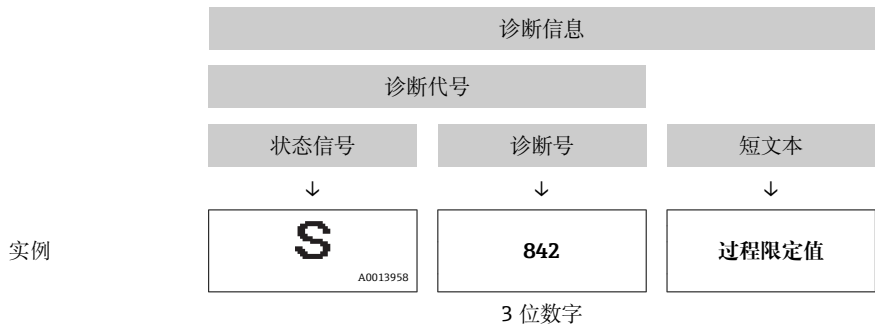 诊断信息
诊断代号
状态信号 诊断号 短文本
↓ ↓ ↓
实例 S 842 过程限定值
A0013958
3 位数字